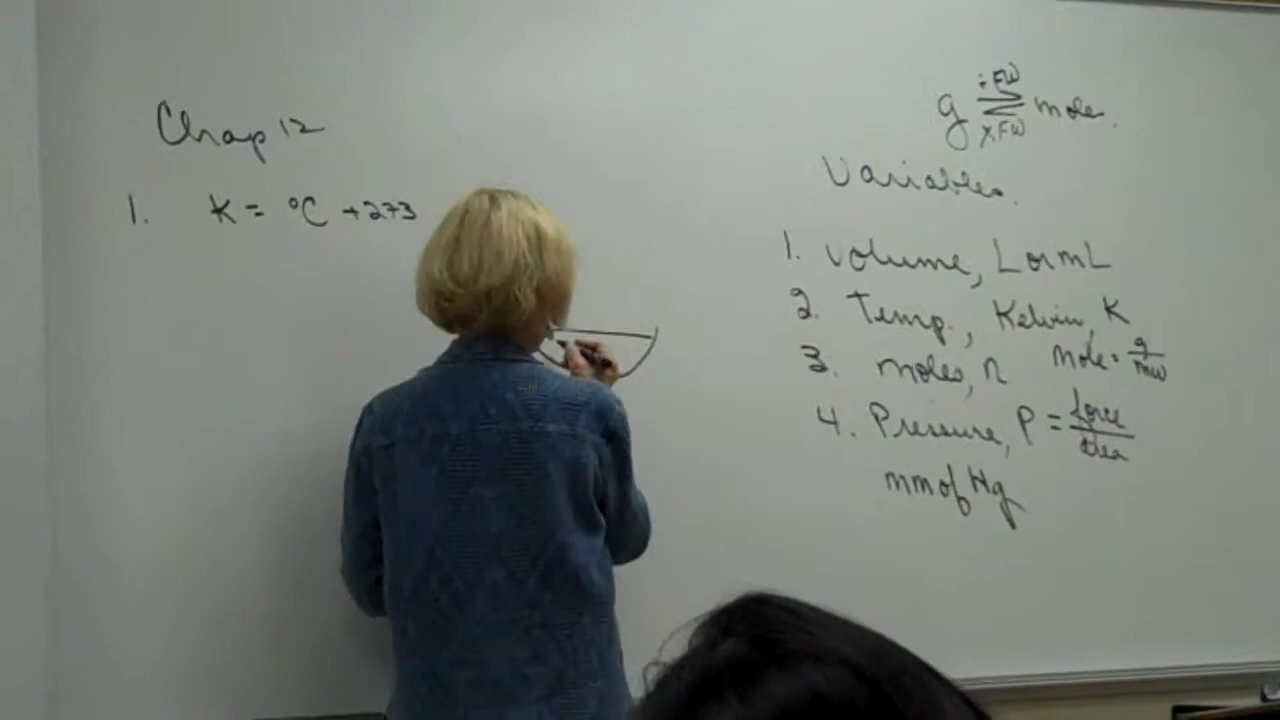 Chap 12
1. K = °C +273
÷ FW
g ⇌ mole.
x FW
Variables.
1. Volume, L or mL
2. Temp., Kelvin, K
3. moles, n mole = g/mw
4. Pressure, P = force/area
mm of Hg